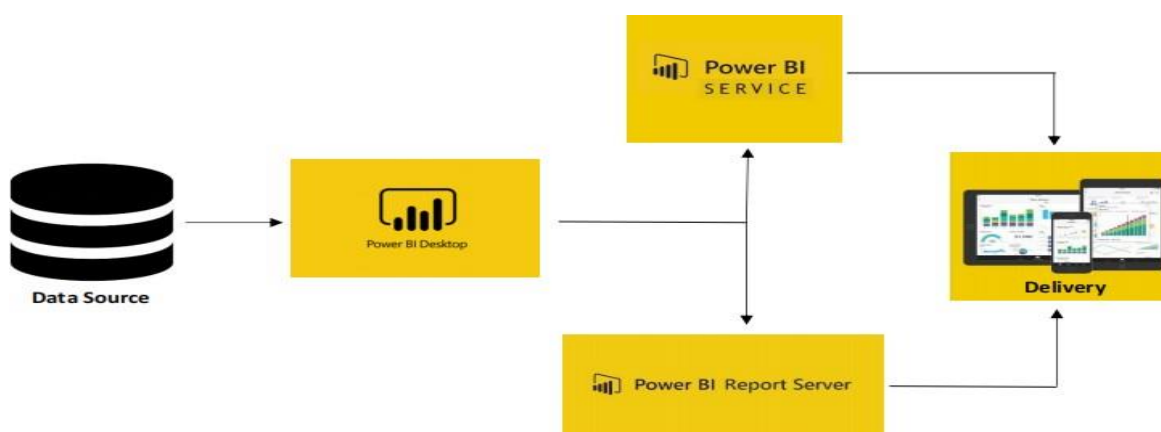 Power BI
SERVICE
Power BI Desktop
Data Source
Delivery
Power BI Report Server